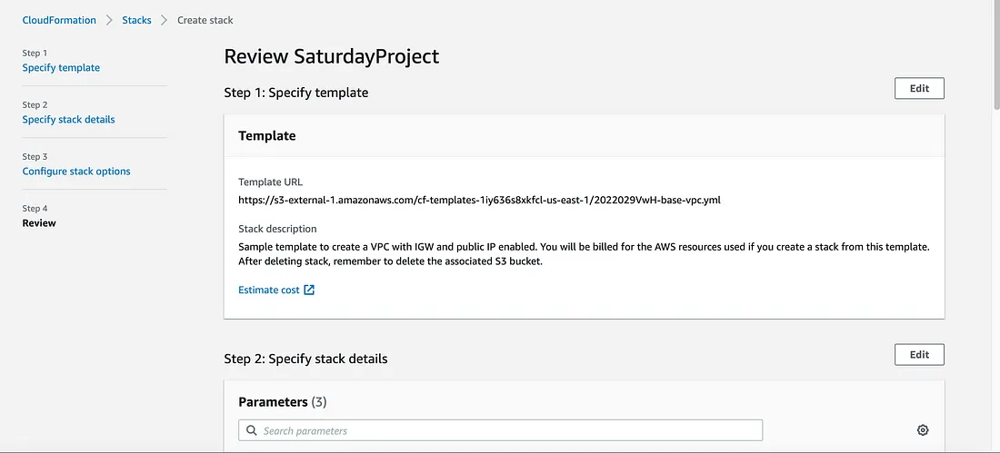 CloudFormation > Stacks > Create stack
Step 1
Specify template
Step 2
Specify stack details
Step 3
Configure stack options
Step 4
Review
Review SaturdayProject
Step 1: Specify template
Edit
Template
Template URL
https://s3-external-1.amazonaws.com/cf-templates-1iy636s8xkfcl-us-east-1/2022029VwH-base-vpc.yml
Stack description
Sample template to create a VPC with IGW and public IP enabled. You will be billed for the AWS resources used if you create a stack from this template.
After deleting stack, remember to delete the associated S3 bucket.
Estimate cost
Step 2: Specify stack details
Edit
Parameters (3)
Search parameters